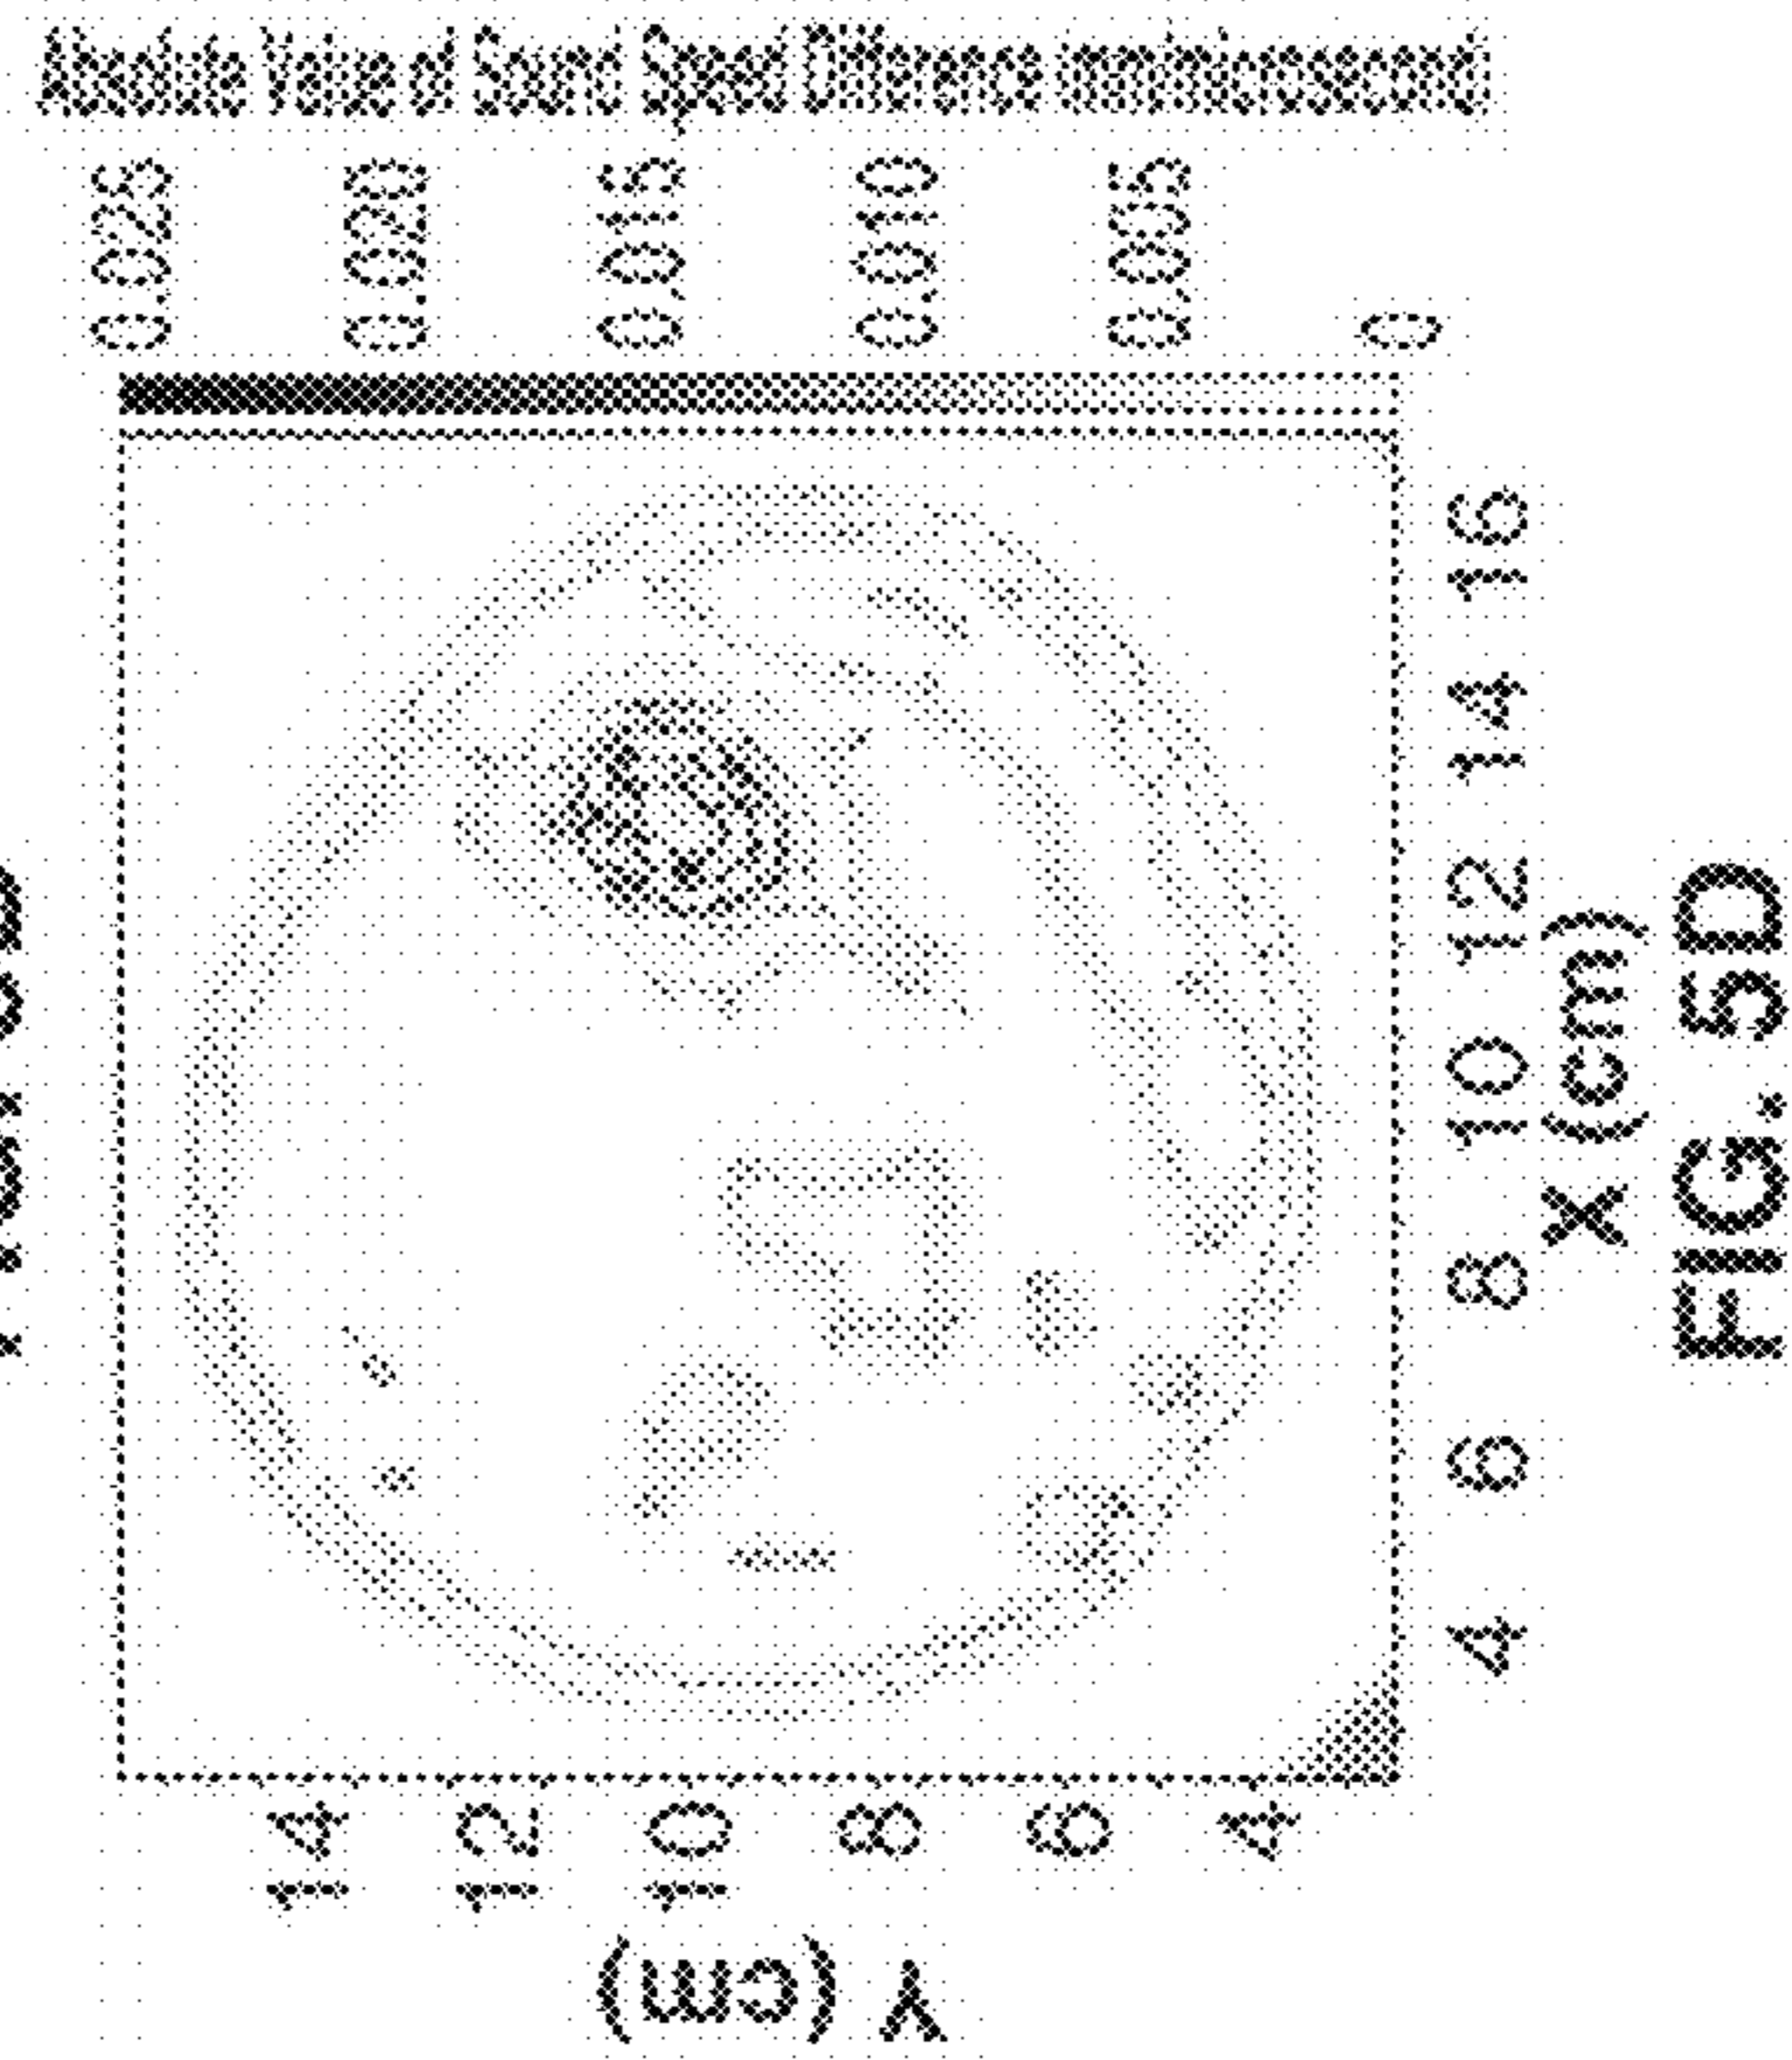 Y (cm)
14
12
10
8
6
4
4 6 8 10 12 14 16
X (cm)
0.025
0.020
0.015
0.010
0.005
0
Absolute Value of Sound Speed Difference (mm/microsecond)
FIG. 5D